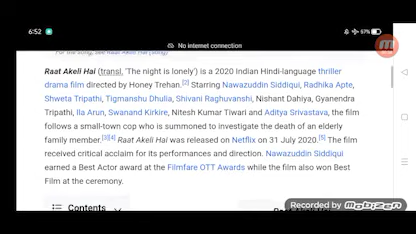 6:52
67%
No internet connection
For the song, see Raat Akeli Hai (song).
Raat Akeli Hai (transl. 'The night is lonely') is a 2020 Indian Hindi-language thriller
drama film directed by Honey Trehan.[2] Starring Nawazuddin Siddiqui, Radhika Apte,
Shweta Tripathi, Tigmanshu Dhulia, Shivani Raghuvanshi, Nishant Dahiya, Gyanendra
Tripathi, Ila Arun, Swanand Kirkire, Nitesh Kumar Tiwari and Aditya Srivastava, the film
follows a small-town cop who is summoned to investigate the death of an elderly
family member.[3][4] Raat Akeli Hai was released on Netflix on 31 July 2020.[5] The film
received critical acclaim for its performances and direction. Nawazuddin Siddiqui
earned a Best Actor award at the Filmfare OTT Awards while the film also won Best
Film at the ceremony.
Contents
Recorded by Mobizen